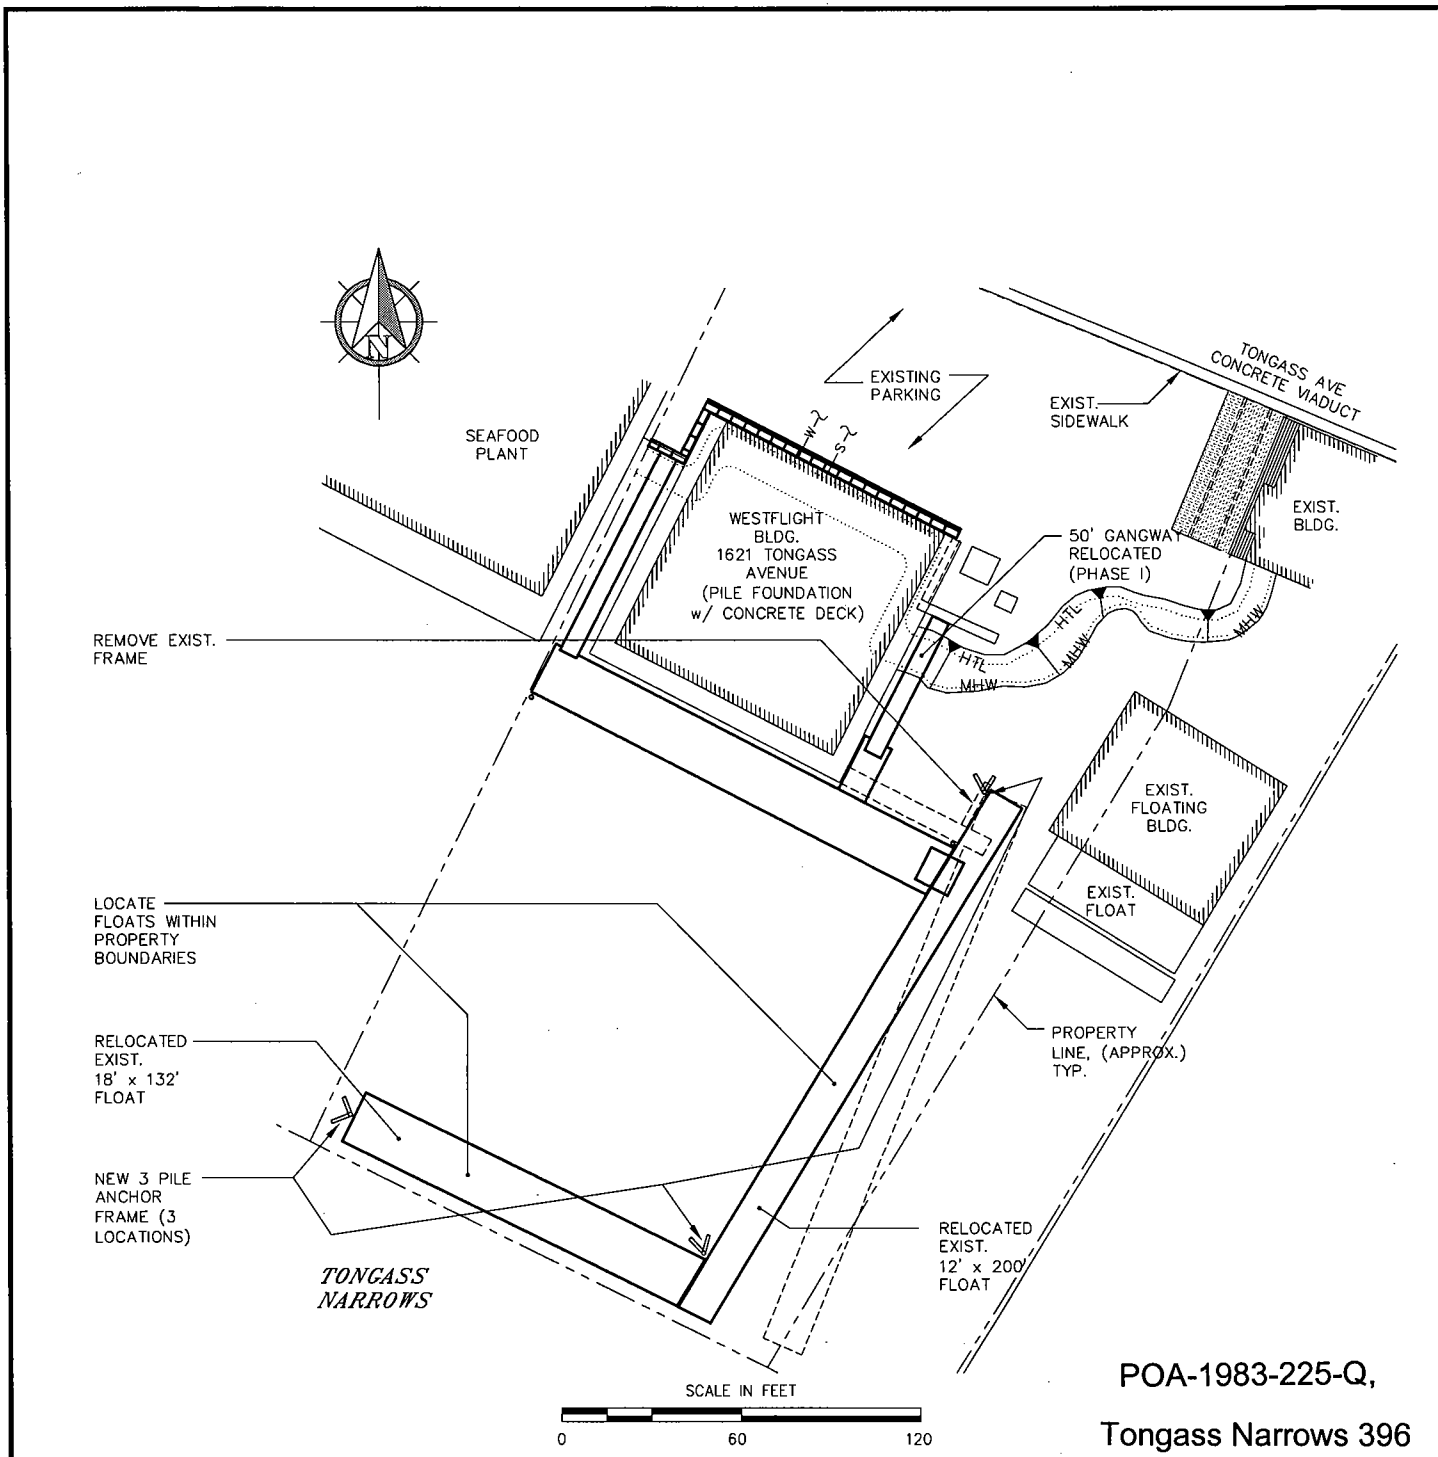 N
SEAFOOD
PLANT
EXISTING
PARKING
EXIST.
SIDEWALK
TONGASS AVE
CONCRETE VIADUCT
EXIST.
BLDG.
W
S
WESTFLIGHT
BLDG.
1621 TONGASS
AVENUE
(PILE FOUNDATION
w/ CONCRETE DECK)
50' GANGWAY
RELOCATED
(PHASE I)
HTL
MHW
HTL
MHW
MHW
REMOVE EXIST.
FRAME
EXIST.
FLOATING
BLDG.
EXIST.
FLOAT
LOCATE
FLOATS WITHIN
PROPERTY
BOUNDARIES
PROPERTY
LINE, (APPROX.)
TYP.
RELOCATED
EXIST.
18' x 132'
FLOAT
NEW 3 PILE
ANCHOR
FRAME (3
LOCATIONS)
RELOCATED
EXIST.
12' x 200'
FLOAT
TONGASS
NARROWS
SCALE IN FEET
0 60 120
POA-1983-225-Q,
Tongass Narrows 396